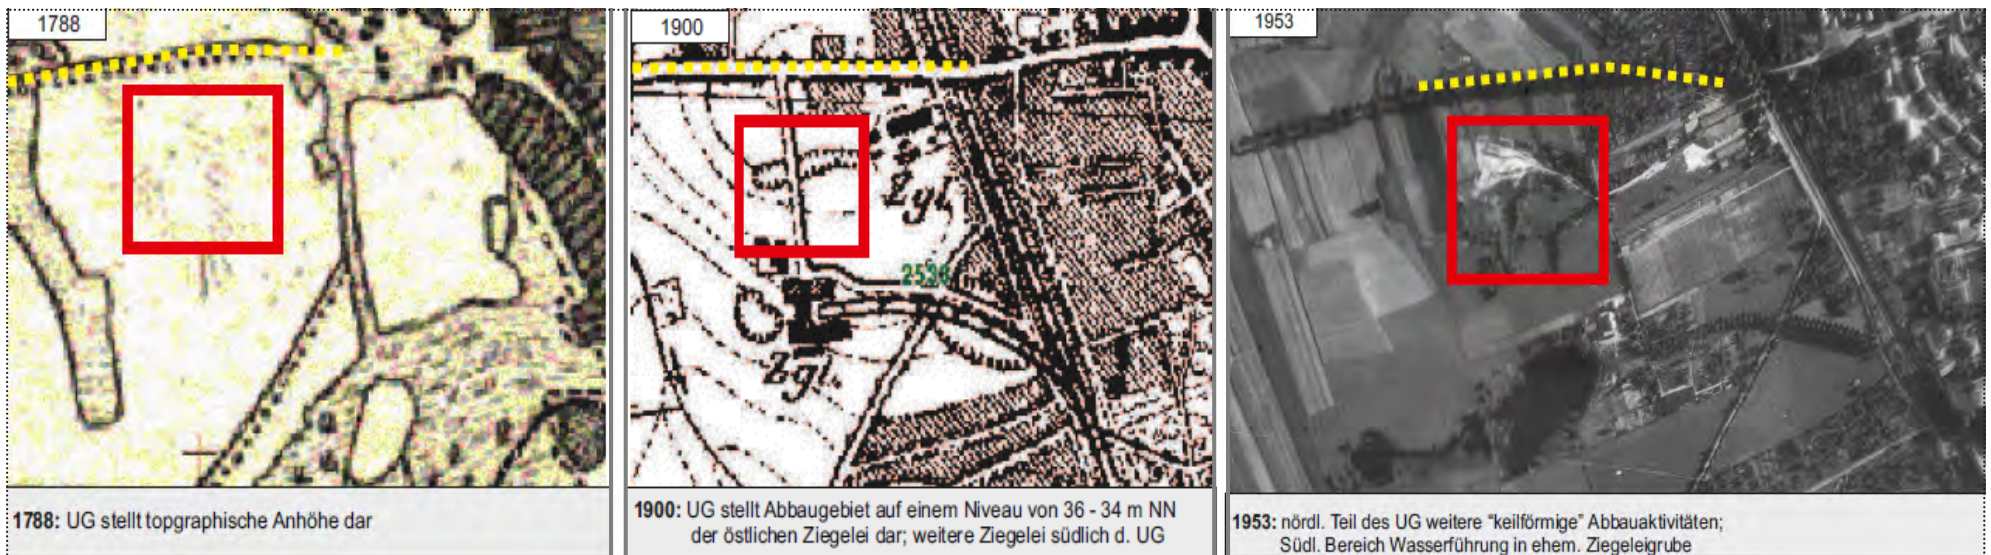 1788
1900
1953
Zgl.
2538
Zgl.
1788: UG stellt topgraphische Anhöhe dar
1900: UG stellt Abbaugebiet auf einem Niveau von 36 - 34 m NN
der östlichen Ziegelei dar; weitere Ziegelei südlich d. UG
1953: nördl. Teil des UG weitere "keilförmige" Abbauaktivitäten;
Südl. Bereich Wasserführung in ehem. Ziegeleigrube